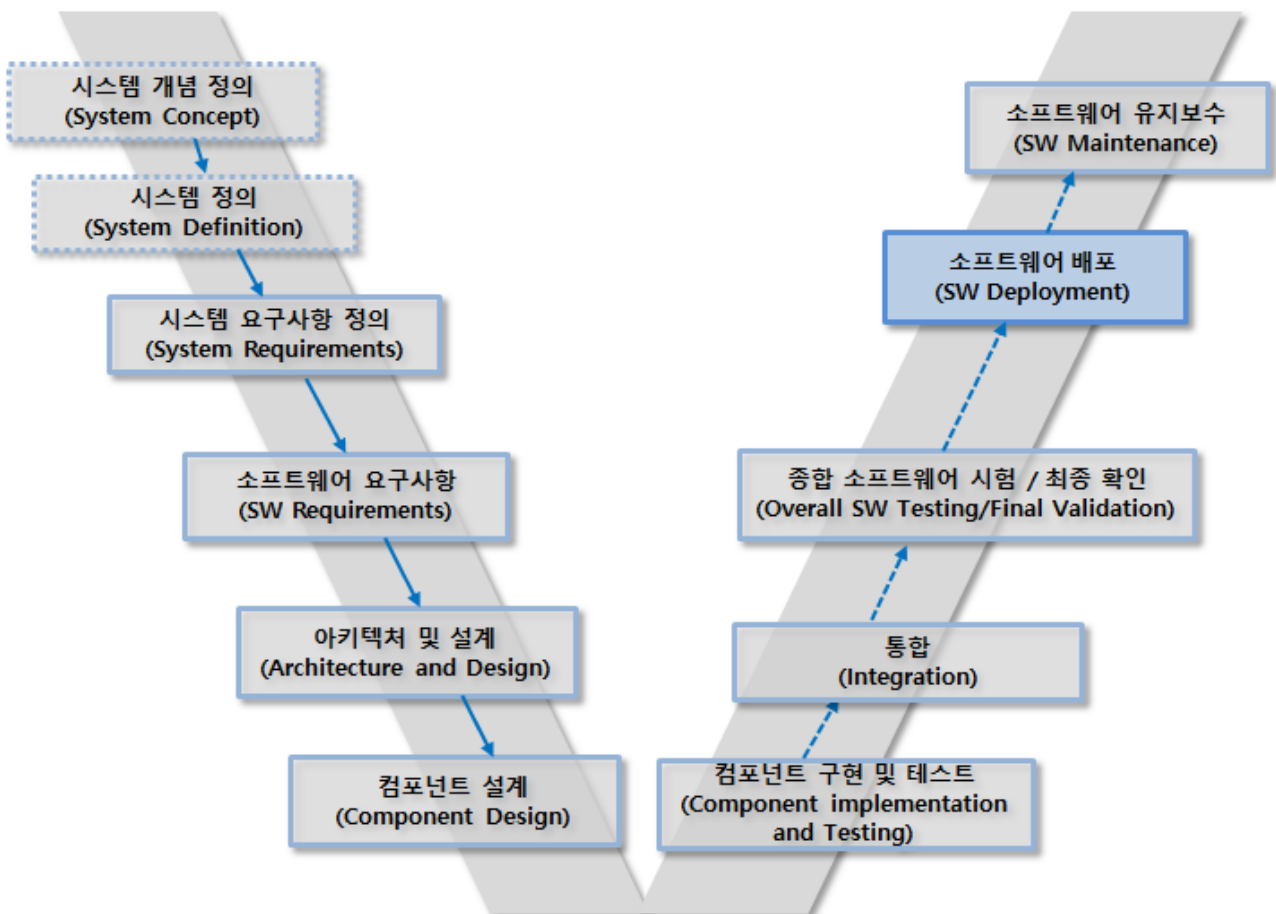 시스템 개념 정의
(System Concept)
시스템 정의
(System Definition)
시스템 요구사항 정의
(System Requirements)
소프트웨어 요구사항
(SW Requirements)
아키텍처 및 설계
(Architecture and Design)
컴포넌트 설계
(Component Design)
컴포넌트 구현 및 테스트
(Component implementation
and Testing)
통합
(Integration)
종합 소프트웨어 시험 / 최종 확인
(Overall SW Testing/Final Validation)
소프트웨어 배포
(SW Deployment)
소프트웨어 유지보수
(SW Maintenance)